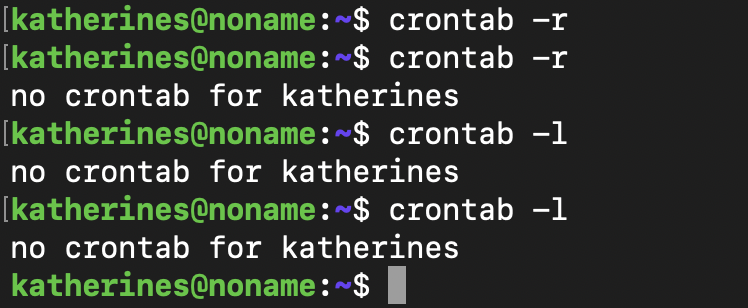 [katherines@noname:~$ crontab -r
[katherines@noname:~$ crontab -r
no crontab for katherines
[katherines@noname:~$ crontab -l
no crontab for katherines
[katherines@noname:~$ crontab -l
no crontab for katherines
katherines@noname:~$